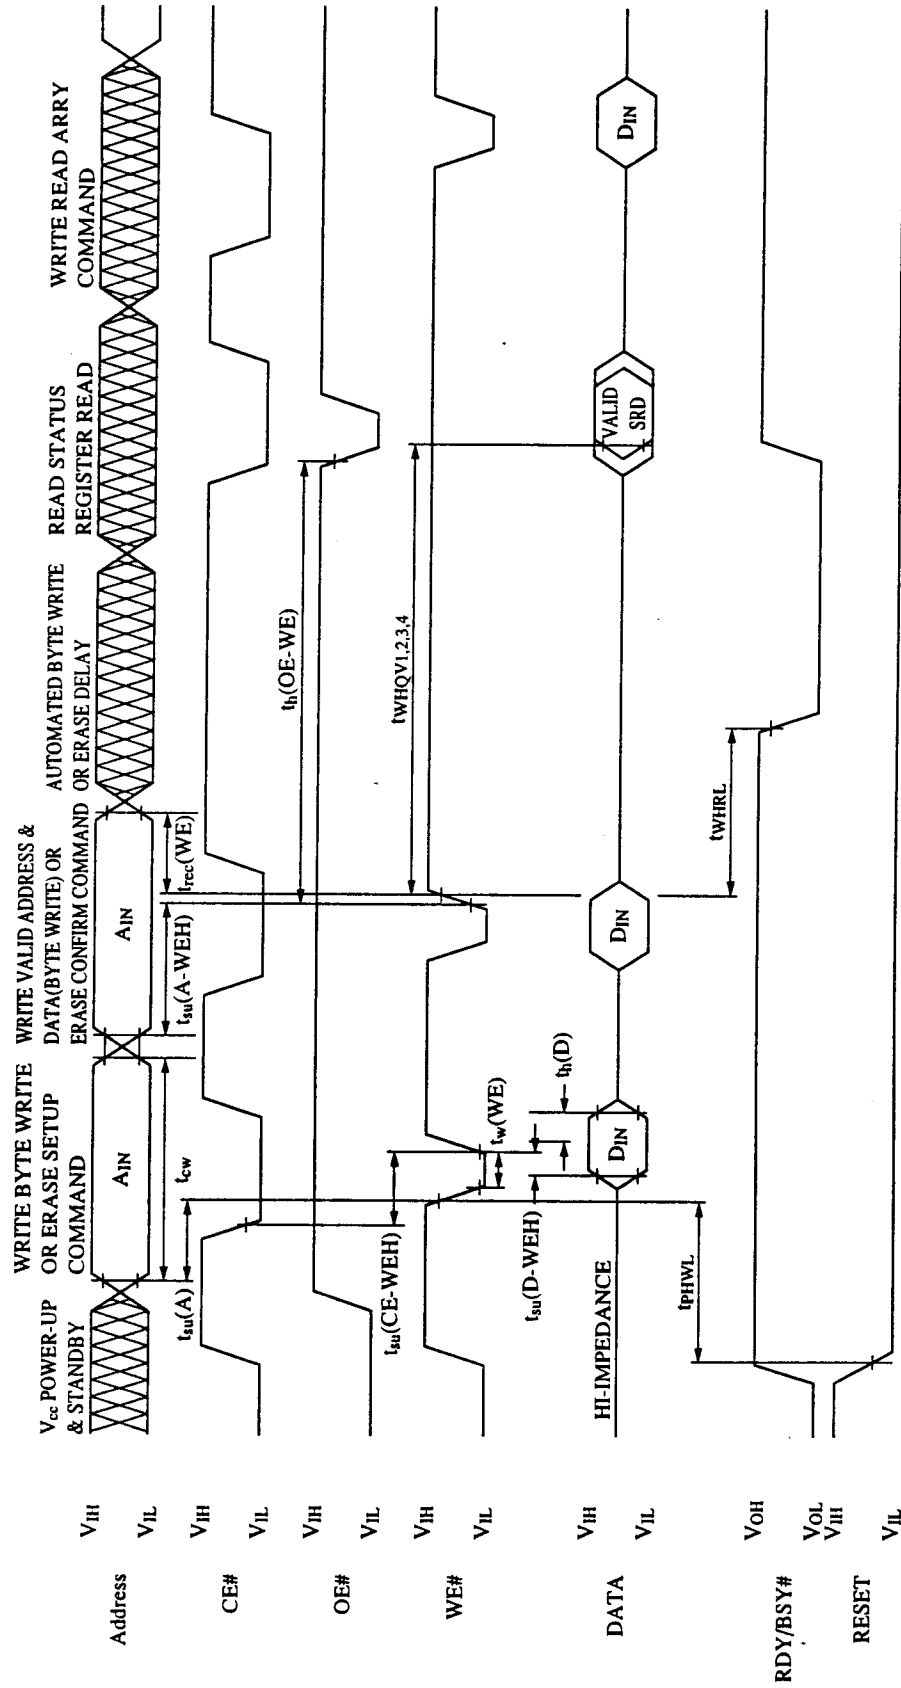 Vcc POWER-UP
& STANDBY
WRITE BYTE WRITE
OR ERASE SETUP
COMMAND
WRITE VALID ADDRESS &
DATA(BYTE WRITE) OR
ERASE CONFIRM COMMAND
AUTOMATED BYTE WRITE
OR ERASE DELAY
READ STATUS
REGISTER READ
WRITE READ ARRY
COMMAND
Address
VIH
VIL
AIN
AIN
tsu(A)
tcw
tsu(A-WEH)
trec(WE)
CE#
VIH
VIL
OE#
VIH
VIL
th(OE-WE)
tsu(CE-WEH)
WE#
VIH
VIL
tWHQV1,2,3,4
tw(WE)
tsu(D-WEH)
th(D)
DATA
VIH
VIL
HI-IMPEDANCE
DIN
DIN
VALID
SRD
DIN
tPHWL
tWHRL
RDY/BSY#
VOH
VOL
RESET
VIH
VIL